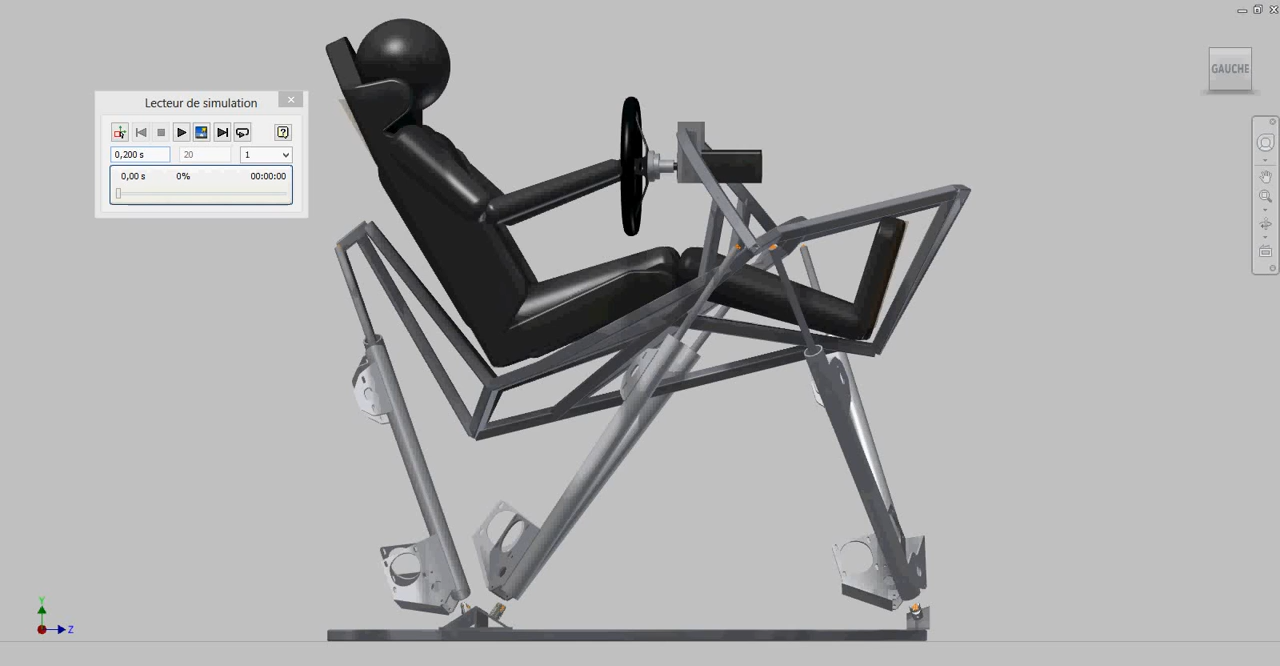 GAUCHE
Lecteur de simulation
0,200 s
20
1
0,00 s 0% 00:00:00
Y
Z